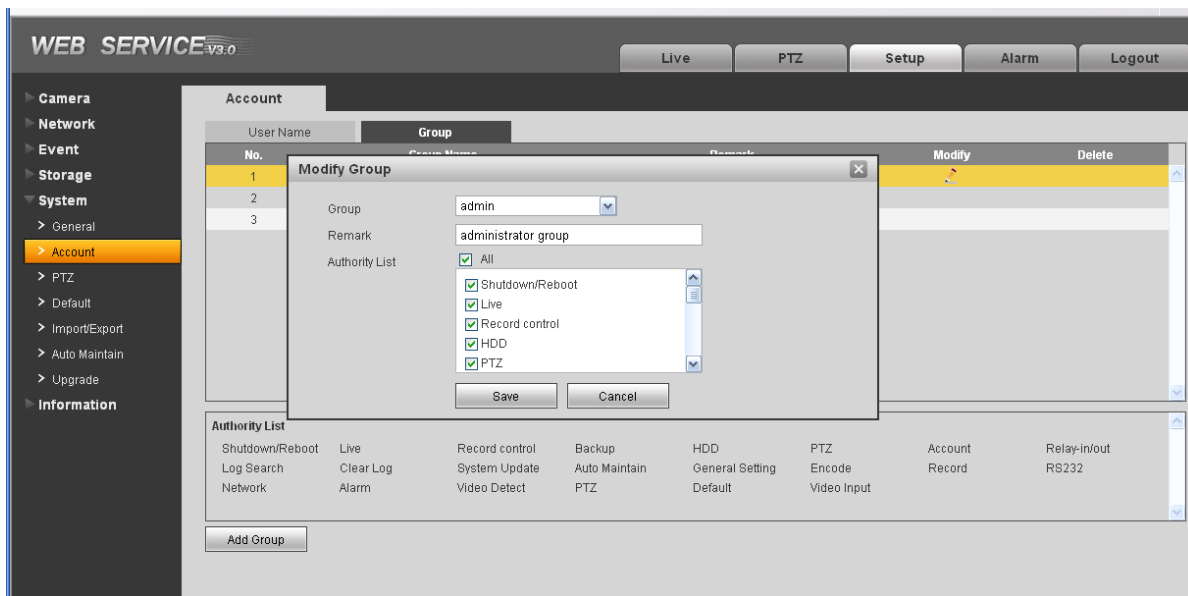 WEB SERVICE V3.0
Live PTZ Setup Alarm Logout
Camera
Network
Event
Storage
System
General
Account
PTZ
Default
Import/Export
Auto Maintain
Upgrade
Information
Account
User Name Group
No. Group Name Remark Modify Delete
1
2
3
Modify Group
Group admin
Remark administrator group
Authority List All
Shutdown/Reboot
Live
Record control
HDD
PTZ
Save Cancel
Authority List
Shutdown/Reboot Live Record control Backup HDD PTZ Account Relay-in/out
Log Search Clear Log System Update Auto Maintain General Setting Encode Record RS232
Network Alarm Video Detect PTZ Default Video Input
Add Group